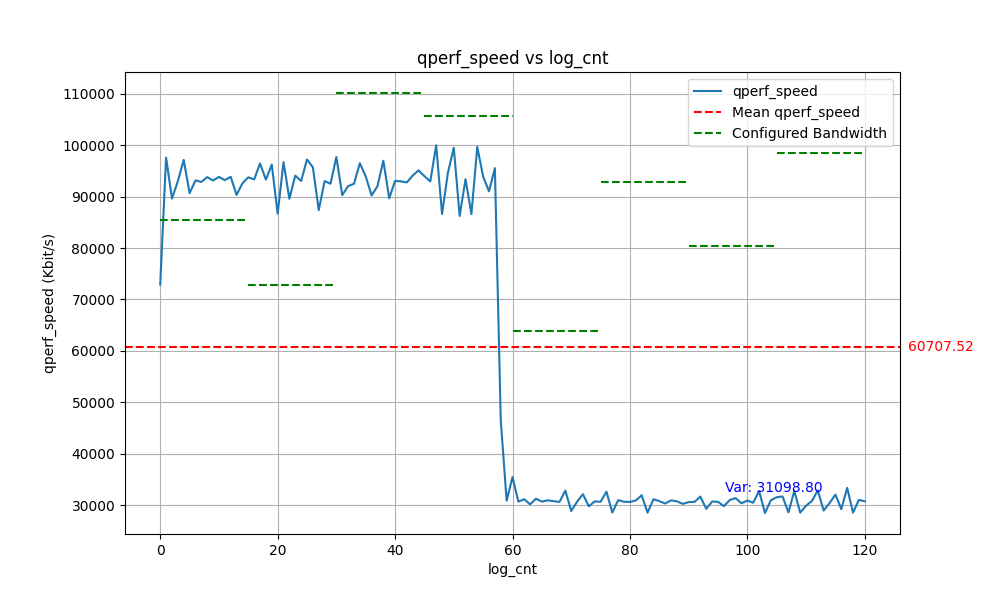 qperf_speed vs log_cnt
qperf_speed
Mean qperf_speed
Configured Bandwidth
110000
100000
90000
80000
70000
60000
50000
40000
30000
qperf_speed (Kbit/s)
60707.52
Var: 31098.80
0 20 40 60 80 100 120
log_cnt